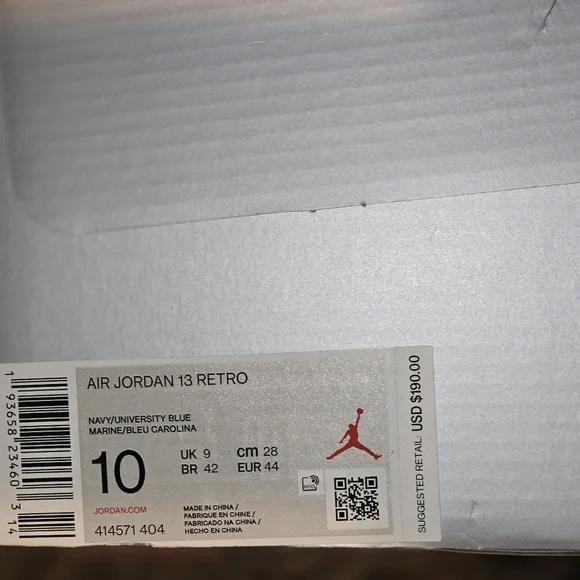 AIR JORDAN 13 RETRO
NAVY/UNIVERSITY BLUE
MARINE/BLEU CAROLINA
10
UK 9 cm 28
BR 42 EUR 44
JORDAN.COM
414571 404
MADE IN CHINA /
FABRIQUE EN CHINE /
FABRICADO NA CHINA /
HECHO EN CHINA
SUGGESTED RETAIL: USD $190.00
1 93658 23460 3 14